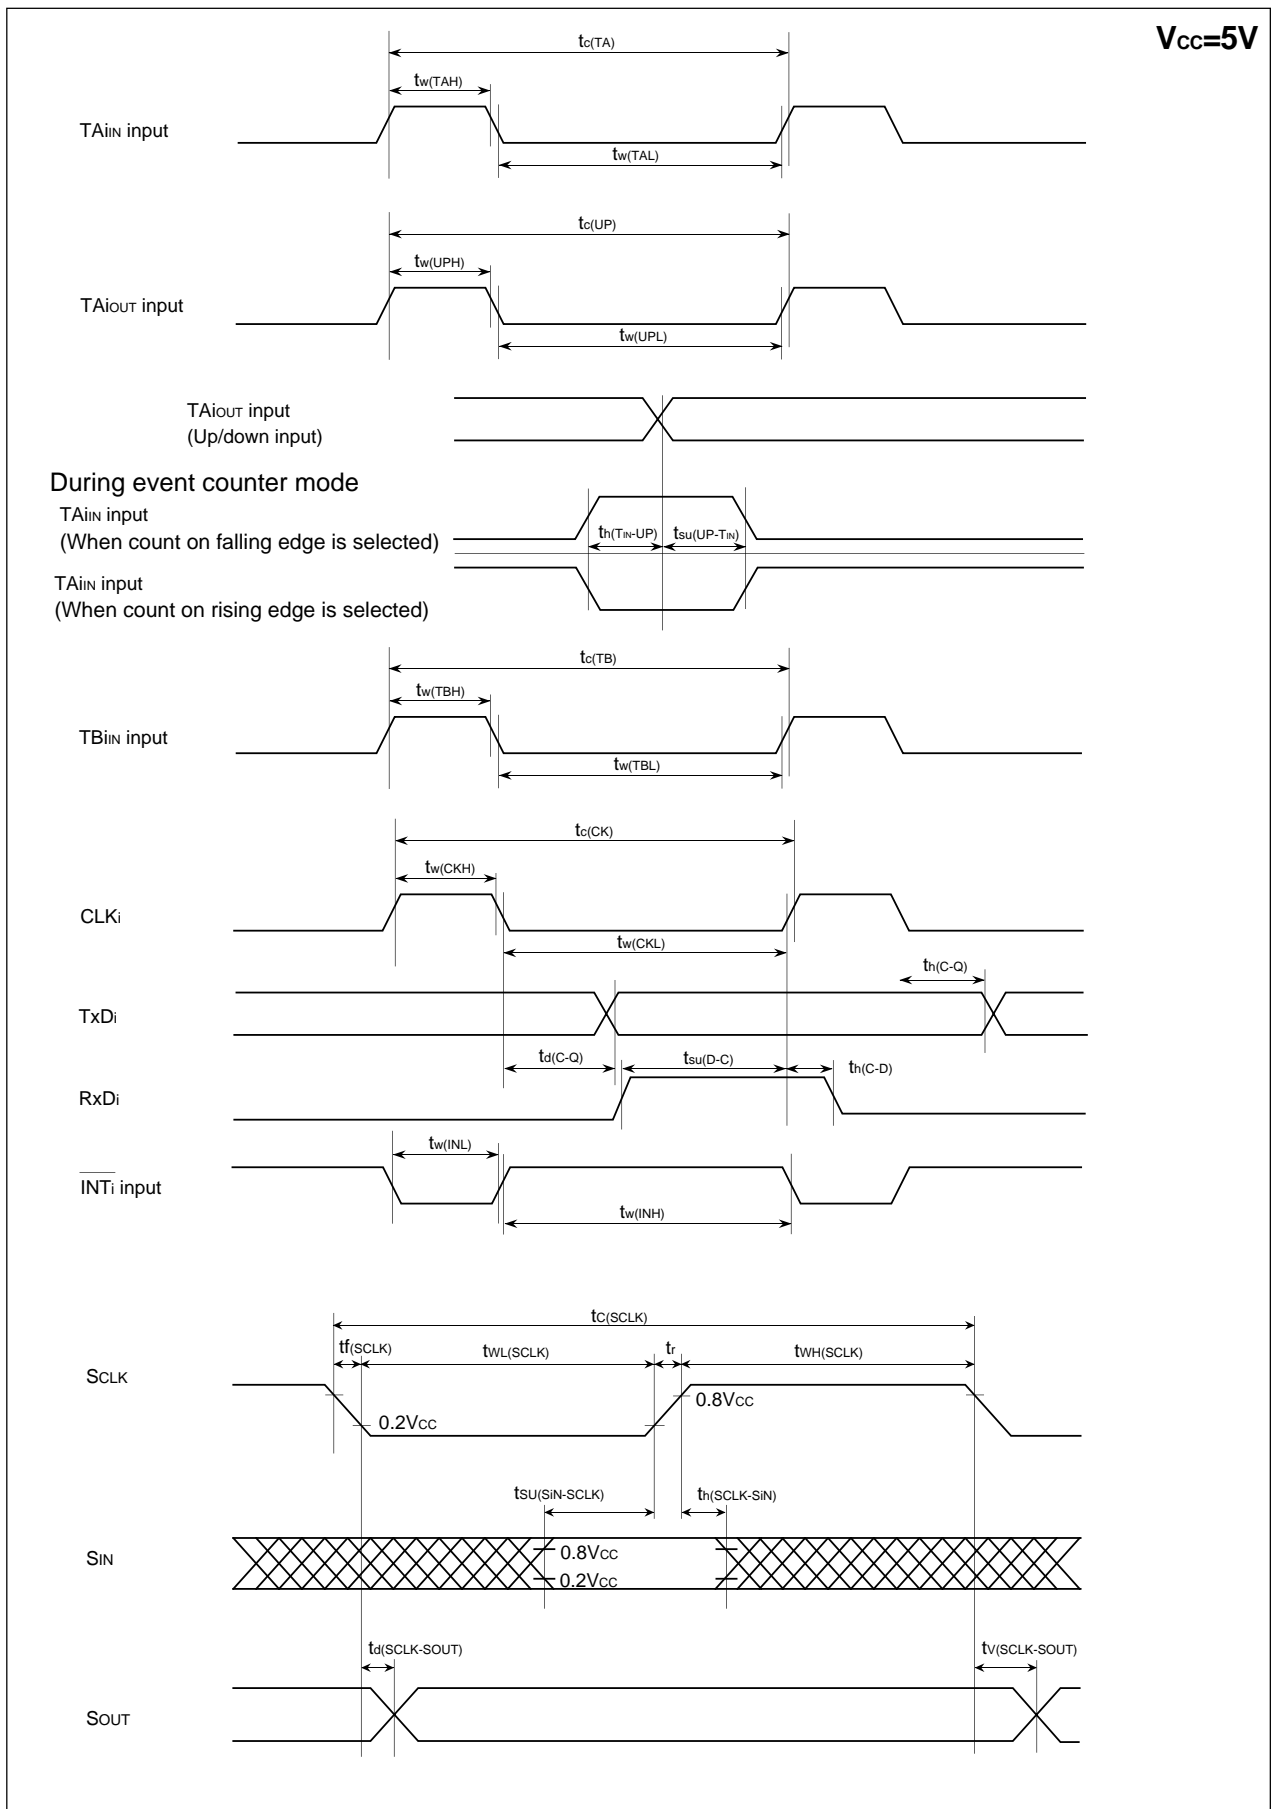 VCC=5V
tc(TA)
tw(TAH)
TAiIN input
tw(TAL)
tc(UP)
tw(UPH)
TAiOUT input
tw(UPL)
TAiOUT input
(Up/down input)
During event counter mode
TAiIN input
(When count on falling edge is selected)
th(TIN-UP)
tsu(UP-TIN)
TAiIN input
(When count on rising edge is selected)
tc(TB)
tw(TBH)
TBiIN input
tw(TBL)
tc(CK)
tw(CKH)
CLKi
tw(CKL)
th(C-Q)
TxDi
td(C-Q)
tsu(D-C)
th(C-D)
RxDi
tw(INL)
INTi input
tw(INH)
tC(SCLK)
tf(SCLK)
tWL(SCLK)
tr
tWH(SCLK)
SCLK
0.8VCC
0.2VCC
tSU(SiN-SCLK)
th(SCLK-SiN)
SIN
0.8VCC
0.2VCC
td(SCLK-SOUT)
tV(SCLK-SOUT)
SOUT